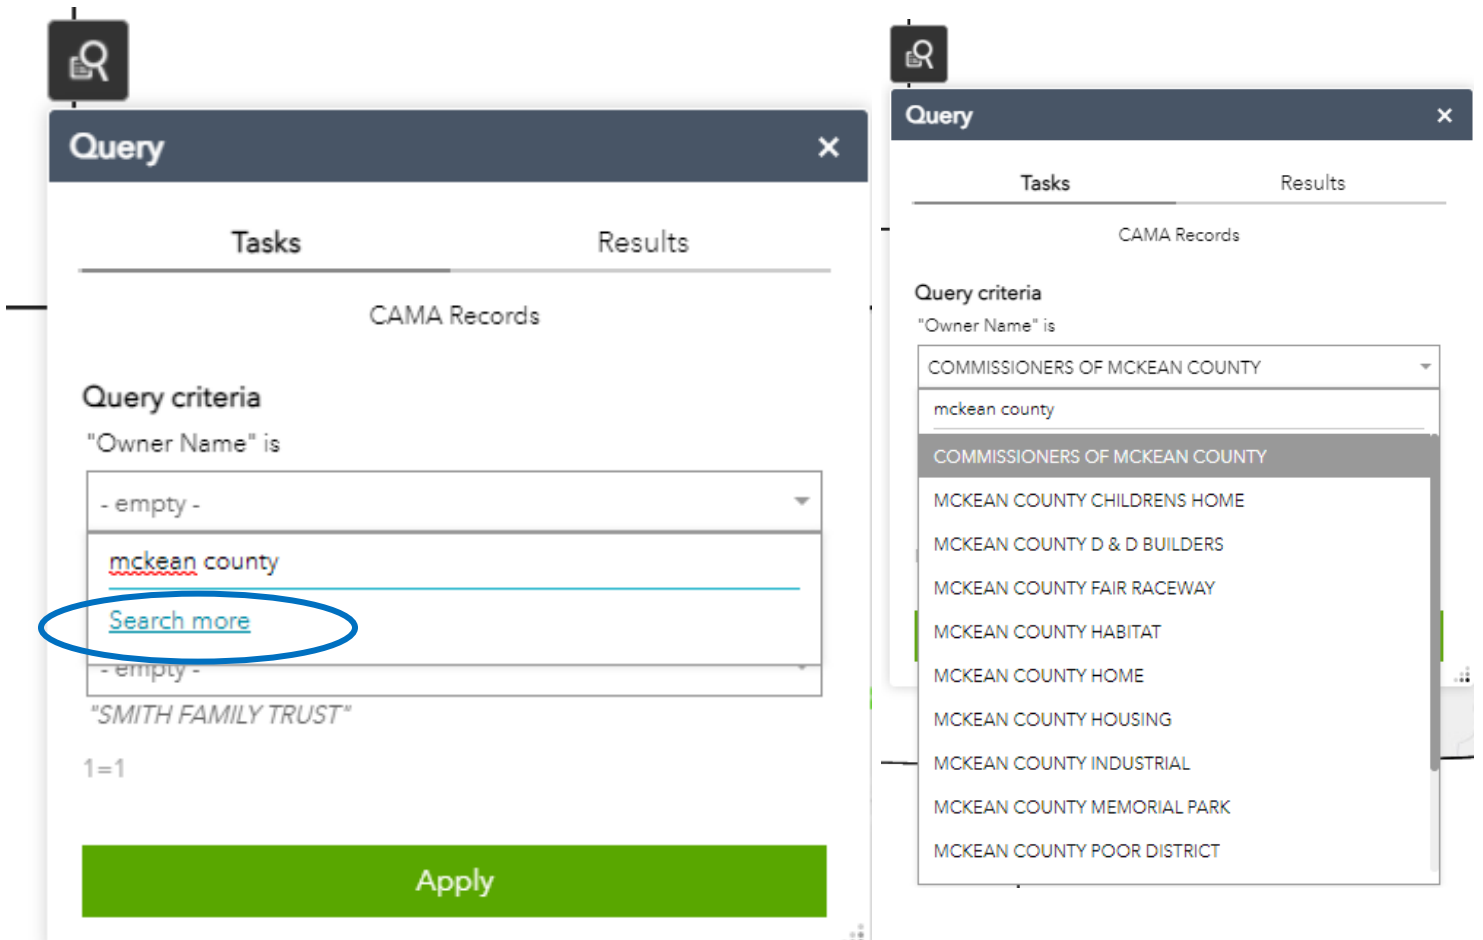 Query
Tasks
Results
CAMA Records
Query criteria
"Owner Name" is
- empty -
mckean county
Search more
- empty -
"SMITH FAMILY TRUST"
1=1
Apply
Query
Tasks
Results
CAMA Records
Query criteria
"Owner Name" is
COMMISSIONERS OF MCKEAN COUNTY
mckean county
COMMISSIONERS OF MCKEAN COUNTY
MCKEAN COUNTY CHILDRENS HOME
MCKEAN COUNTY D & D BUILDERS
MCKEAN COUNTY FAIR RACEWAY
MCKEAN COUNTY HABITAT
MCKEAN COUNTY HOME
MCKEAN COUNTY HOUSING
MCKEAN COUNTY INDUSTRIAL
MCKEAN COUNTY MEMORIAL PARK
MCKEAN COUNTY POOR DISTRICT